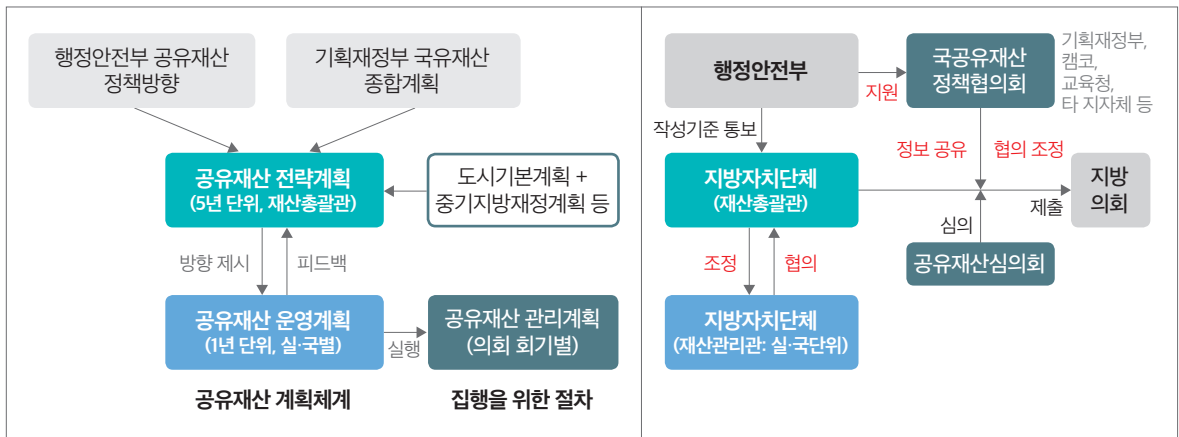 행정안전부 공유재산
정책방향
기획재정부 국유재산
종합계획
공유재산 전략계획
(5년 단위, 재산총괄관)
도시기본계획 +
중기지방재정계획 등
방향 제시
피드백
공유재산 운영계획
(1년 단위, 실·국별)
실행
공유재산 관리계획
(의회 회기별)
공유재산 계획체계
집행을 위한 절차
행정안전부
지원
국공유재산
정책협의회
기획재정부,
캠코,
교육청,
타 지자체 등
작성기준 통보
정보 공유
협의 조정
지방자치단체
(재산총괄관)
제출
지방
의회
심의
공유재산심의회
조정
협의
지방자치단체
(재산관리관: 실·국단위)